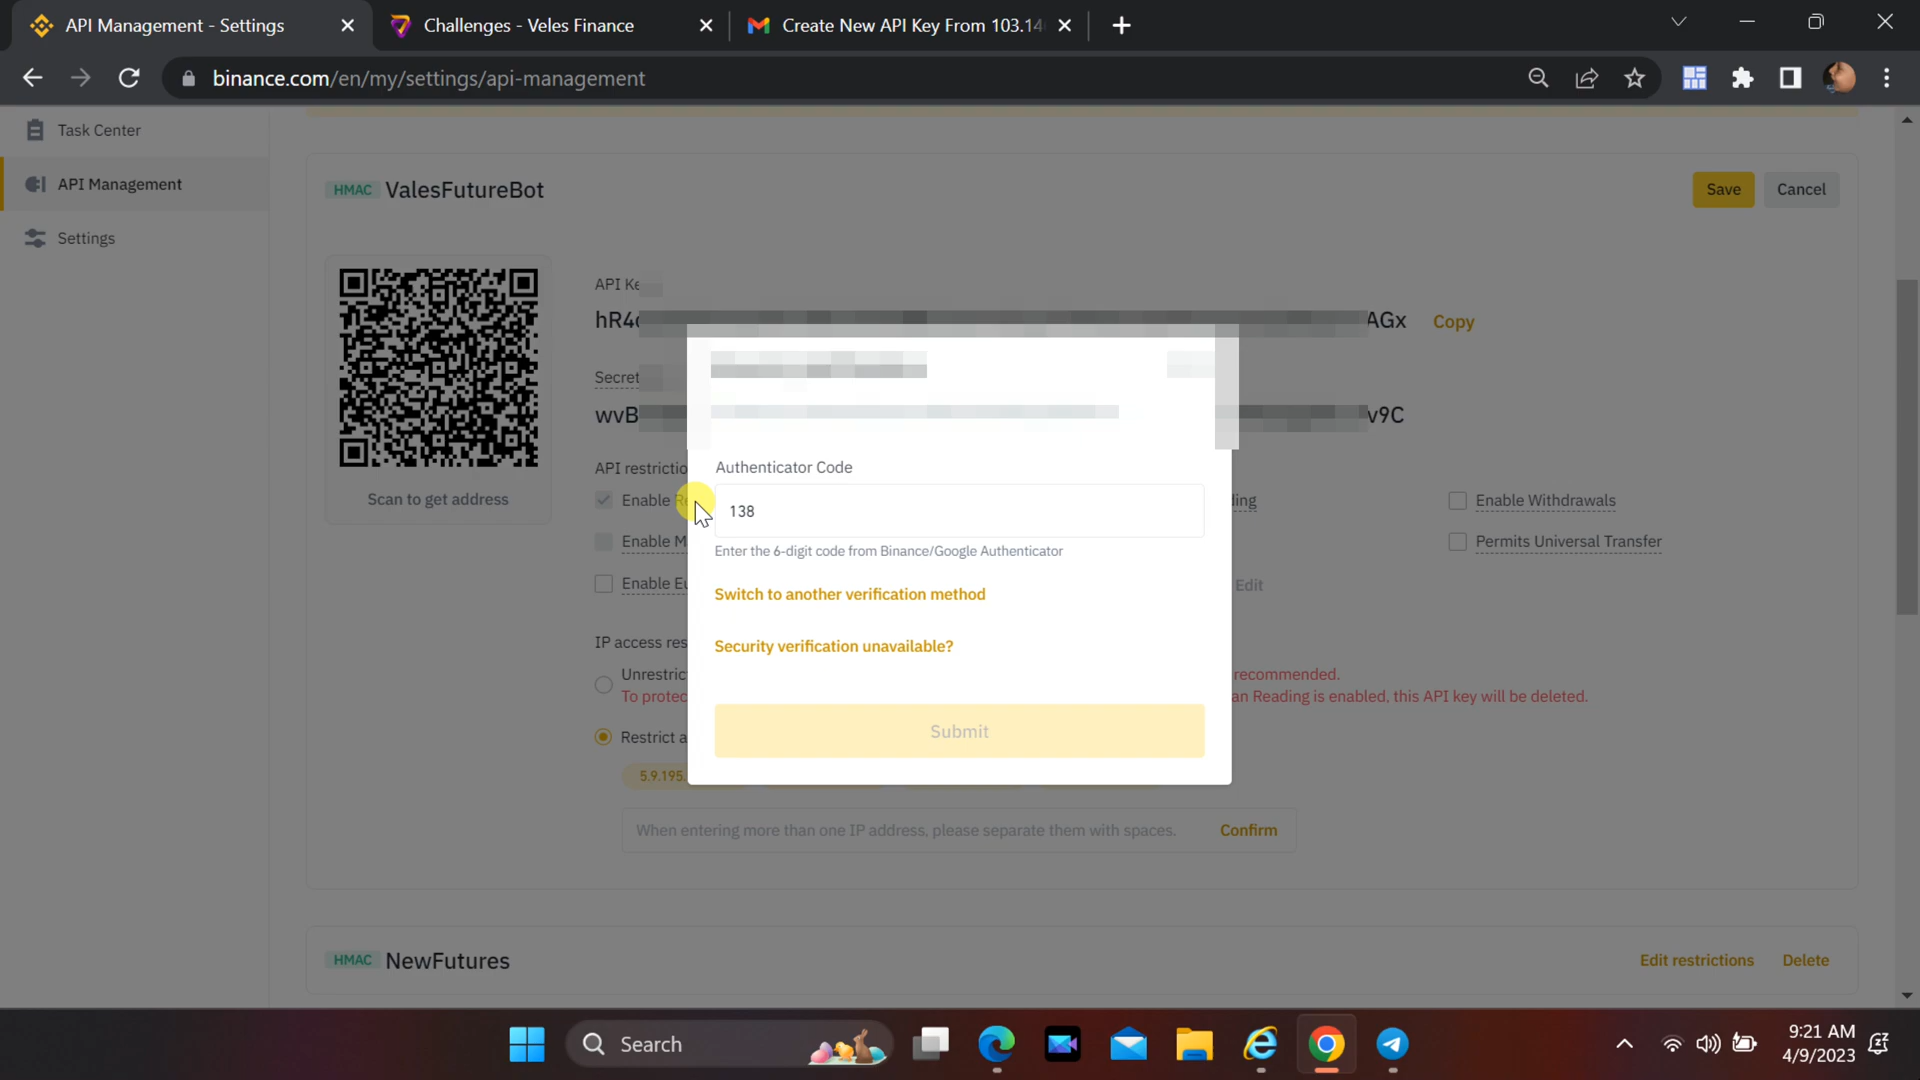 API Management - Settings
Challenges - Veles Finance
Create New API Key From 103.14
binance.com/en/my/settings/api-management
Task Center
API Management
Settings
HMAC ValesFutureBot
Save
Cancel
Scan to get address
API Ke
hR4 AGx Copy
Secret
wvB v9C
API restrictio
Enable Re
ding
Enable Withdrawals
Enable M
Permits Universal Transfer
Enable Eu
Edit
IP access res
Unrestric recommended.
To protec an Reading is enabled, this API key will be deleted.
Restrict a
5.9.195.
When entering more than one IP address, please separate them with spaces.
Confirm
Authenticator Code
138
Enter the 6-digit code from Binance/Google Authenticator
Switch to another verification method
Security verification unavailable?
Submit
HMAC NewFutures
Edit restrictions
Delete
Search
9:21 AM
4/9/2023